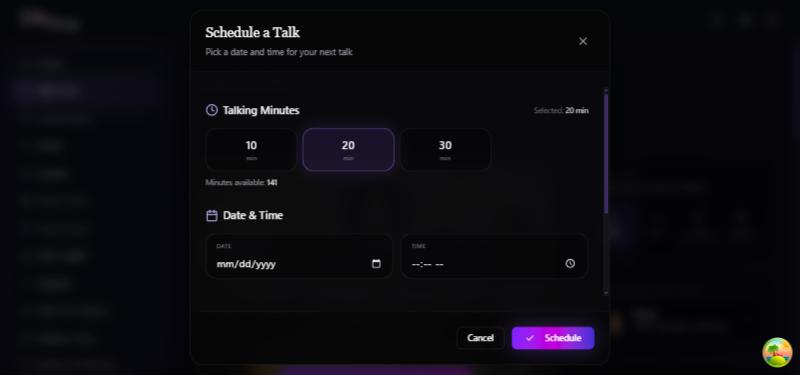 Schedule a Talk
Pick a date and time for your next talk
Talking Minutes
Selected: 20 min
10
min
20
min
30
min
Minutes available: 141
Date & Time
DATE
mm/dd/yyyy
TIME
--:-- --
Cancel
Schedule